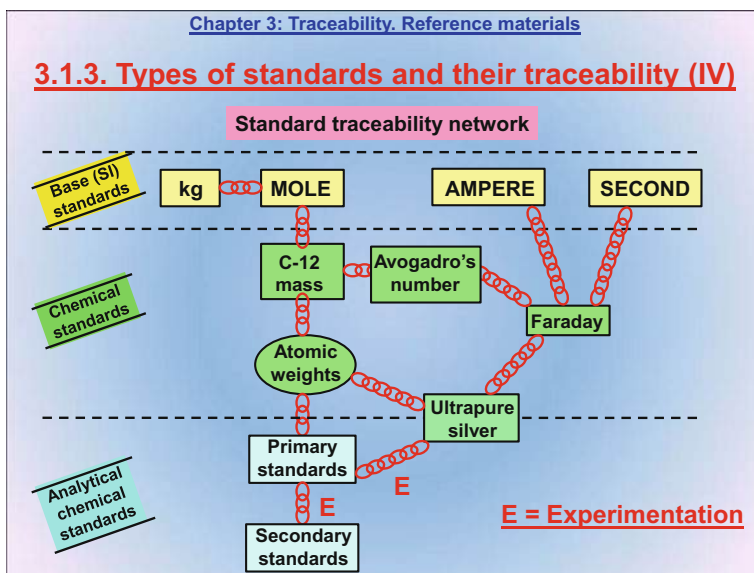 Chapter 3: Traceability. Reference materials
3.1.3. Types of standards and their traceability (IV)
Standard traceability network
Base (SI)
standards
kg
MOLE
AMPERE
SECOND
Chemical
standards
C-12
mass
Avogadro's
number
Faraday
Atomic
weights
Ultrapure
silver
Analytical
chemical
standards
Primary
standards
E
E
Secondary
standards
E = Experimentation